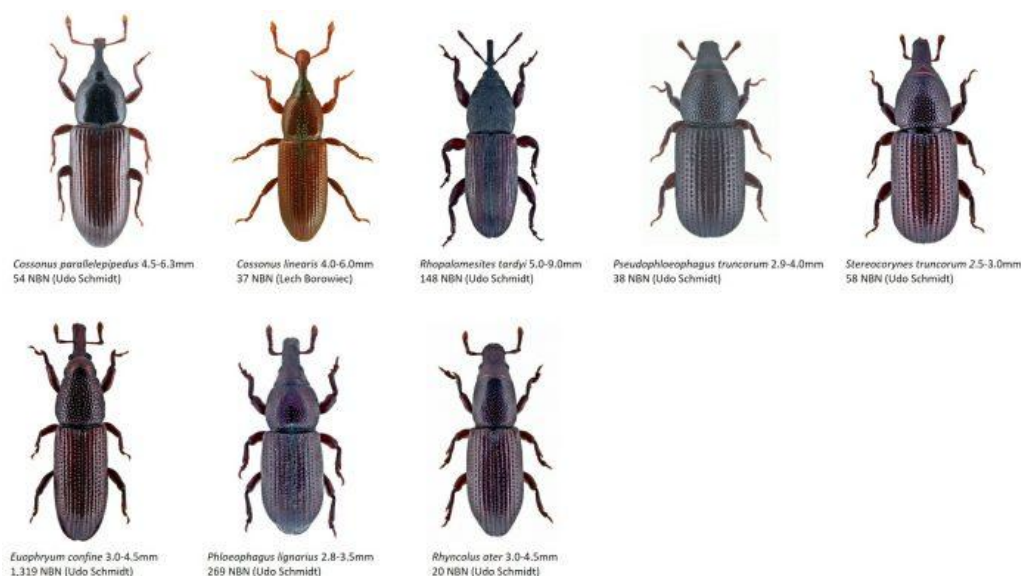 Cossonus parallelepipedus 4.5-6.3mm
54 NBN (Udo Schmidt)
Cossonus linearis 4.0-6.0mm
37 NBN (Lech Borowiec)
Rhopalomesites tardyi 5.0-9.0mm
148 NBN (Udo Schmidt)
Pseudophloeophagus truncorum 2.9-4.0mm
38 NBN (Udo Schmidt)
Stereocorynes truncorum 2.5-3.0mm
58 NBN (Udo Schmidt)
Euophryum confine 3.0-4.5mm
1,319 NBN (Udo Schmidt)
Phloeophagus lignarius 2.8-3.5mm
269 NBN (Udo Schmidt)
Rhyncolus ater 3.0-4.5mm
20 NBN (Udo Schmidt)